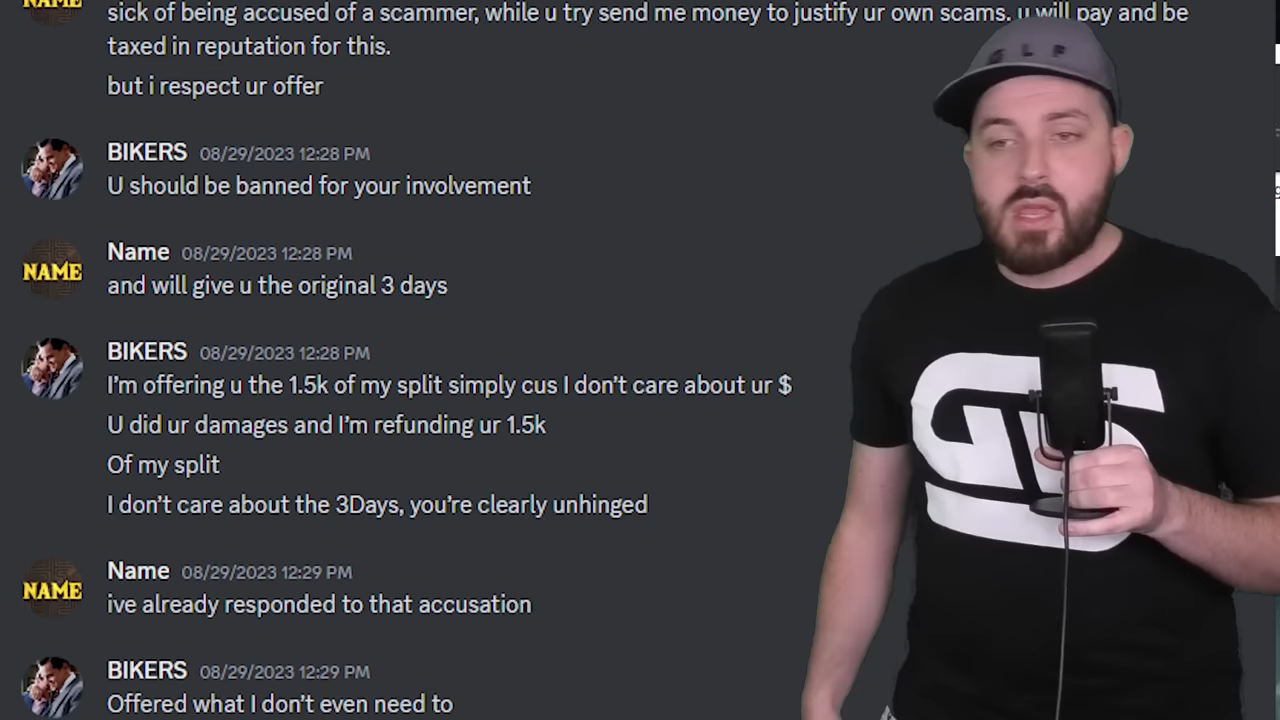 sick of being accused of a scammer, while u try send me money to justify ur own scams. u will pay and be
taxed in reputation for this.
but i respect ur offer
BIKERS 08/29/2023 12:28 PM
U should be banned for your involvement
Name 08/29/2023 12:28 PM
NAME
and will give u the original 3 days
BIKERS 08/29/2023 12:28 PM
I'm offering u the 1.5k of my split simply cus I don't care about ur $
U did ur damages and I'm refunding ur 1.5k
Of my split
I don't care about the 3Days, you're clearly unhinged
Name 08/29/2023 12:29 PM
NAME
ive already responded to that accusation
BIKERS 08/29/2023 12:29 PM
Offered what I don't even need to